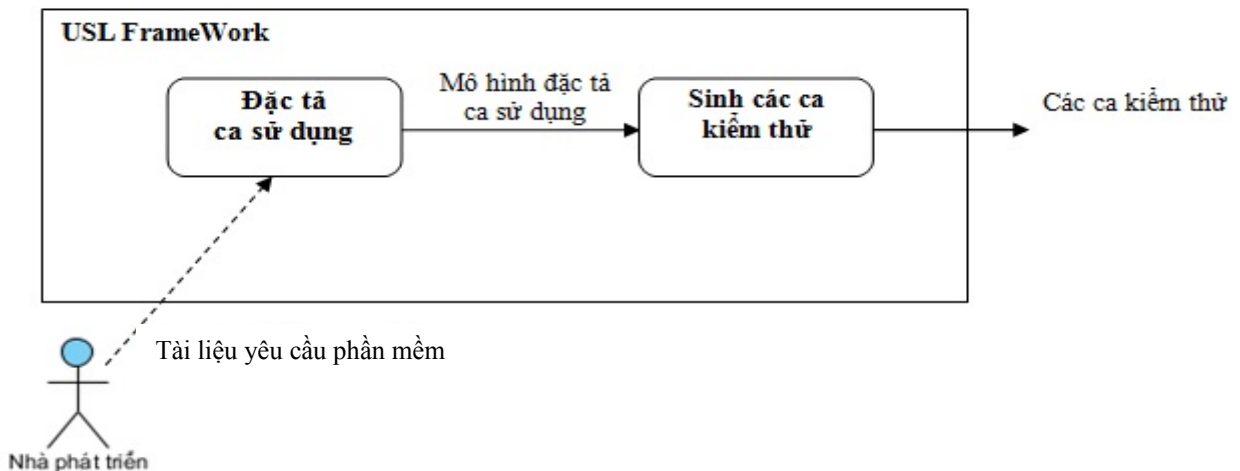 USL FrameWork
Đặc tả
ca sử dụng
Mô hình đặc tả
ca sử dụng
Sinh các ca
kiểm thử
Các ca kiểm thử
Tài liệu yêu cầu phần mềm
Nhà phát triển